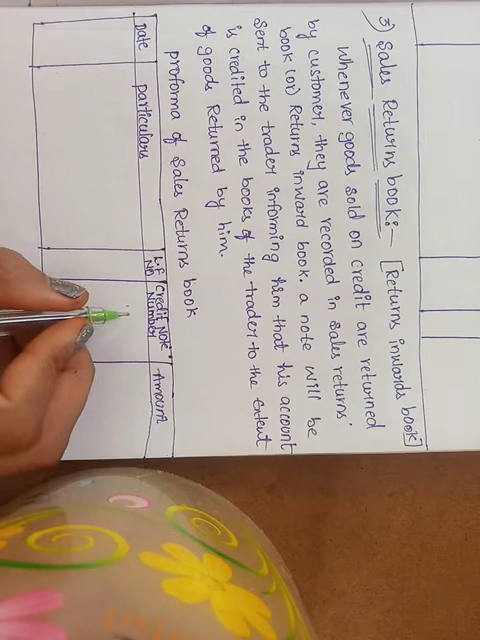 3) Sales Returns book:- [Returns inwards book]
Whenever goods sold on credit are returned
by customer, they are recorded in sales returns
book (or) Returns inward book. a note will be
sent to the trader informing him that his account
is credited in the books of the trader to the extent
of goods Returned by him.
proforma of Sales Returns book
Date particulars L.F No Credit Note Number Amount